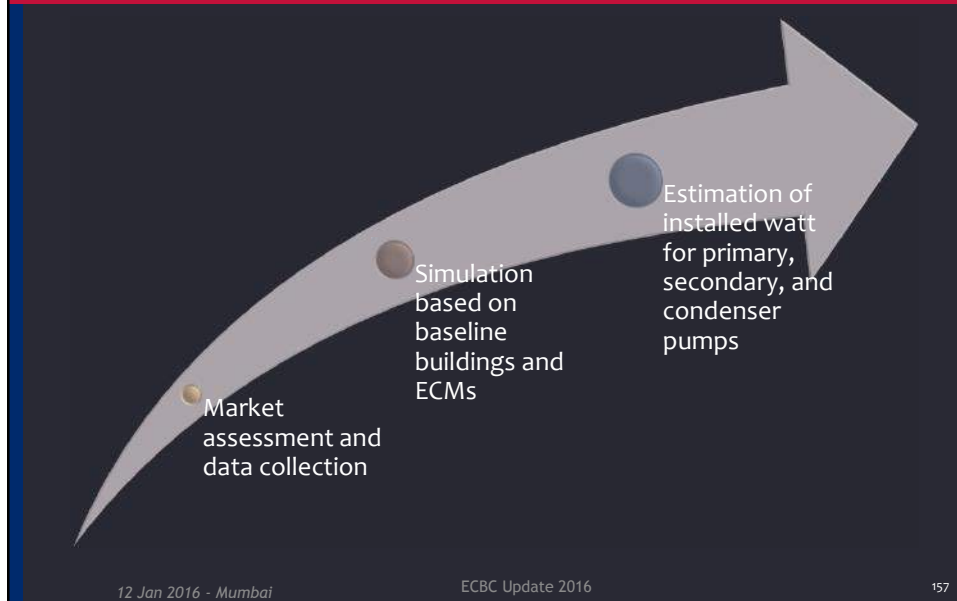 Market
assessment and
data collection
Simulation
based on
baseline
buildings and
ECMs
Estimation of
installed watt
for primary,
secondary, and
condenser
pumps
12 Jan 2016 - Mumbai
ECBC Update 2016
157